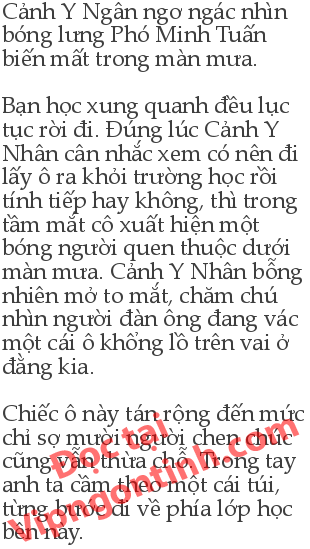 Cảnh Y Ngân ngơ ngác nhìn
bóng lưng Phó Minh Tuấn
biến mất trong màn mưa.
Bạn học xung quanh đều lục
tục rời đi. Đúng lúc Cảnh Y
Nhân cân nhắc xem có nên đi
lấy ô ra khỏi trường học rồi
tính tiếp hay không, thì trong
tầm mắt cô xuất hiện một
bóng người quen thuộc dưới
màn mưa. Cảnh Y Nhân bỗng
nhiên mở to mắt, chăm chú
nhìn người đàn ông đang vác
một cái ô khổng lồ trên vai ở
đằng kia.
Chiếc ô này tán rộng đến mức
chỉ sợ mười người chen chúc
cũng vẫn thừa chỗ. Trong tay
anh ta cầm theo một cái túi,
từng bước đi về phía lớp học
bên này.
Đọc tại
Vipngontinh.com